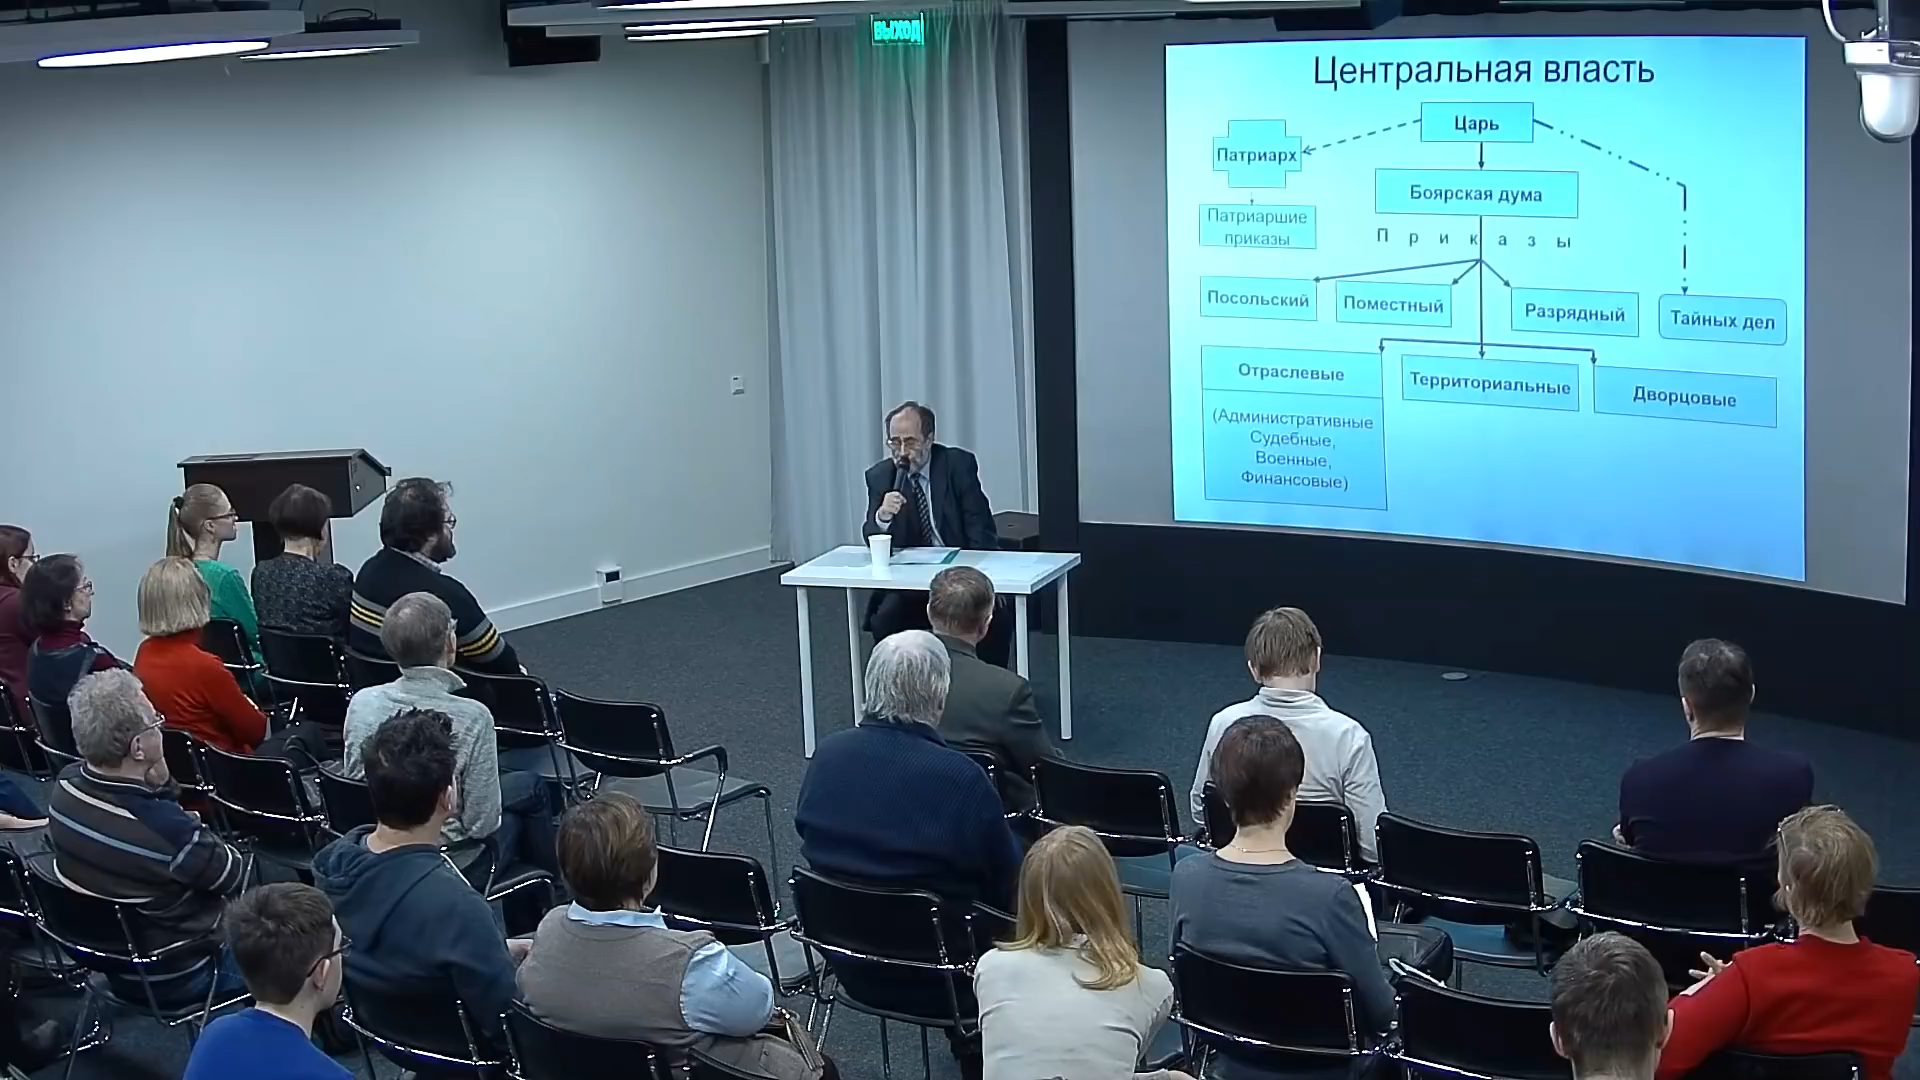 ВЫХОД
Центральная власть
Царь
Патриарх
Боярская дума
Патриаршие
приказы
П р и к а з ы
Посольский
Поместный
Разрядный
Тайных дел
Отраслевые
Территориальные
Дворцовые
(Административные
Судебные,
Военные,
Финансовые)